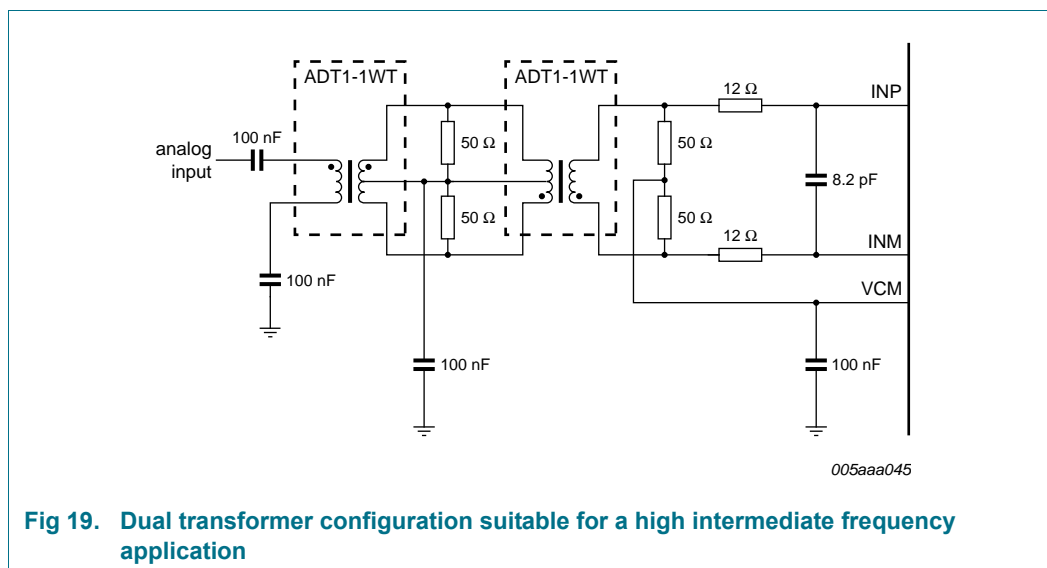 ADT1-1WT
ADT1-1WT
100 nF
analog
input
100 nF
50 Ω
50 Ω
100 nF
50 Ω
50 Ω
12 Ω
12 Ω
8.2 pF
INP
INM
VCM
100 nF
005aaa045
Fig 19. Dual transformer configuration suitable for a high intermediate frequency
application